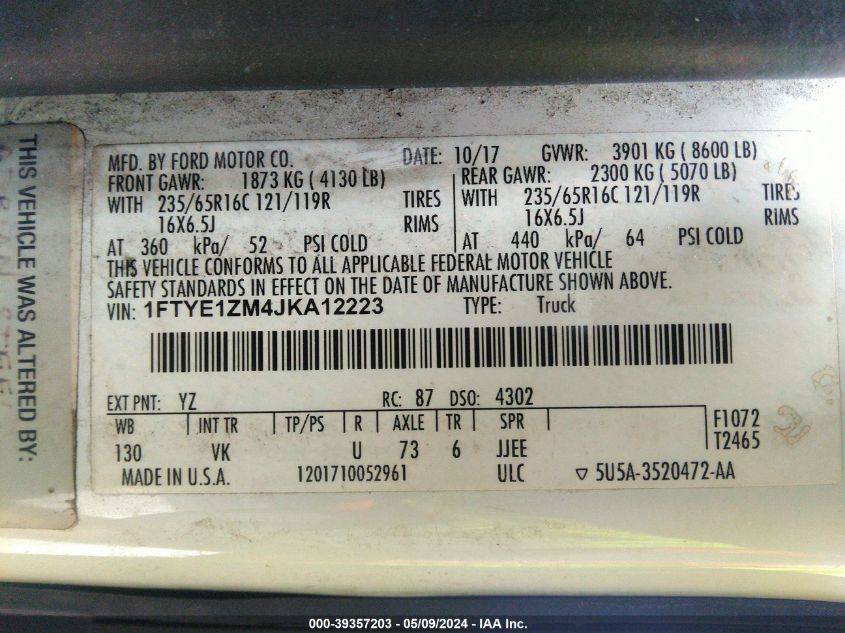 THIS VEHICLE WAS ALTERED BY:
MFD. BY FORD MOTOR CO. DATE: 10/17 GVWR: 3901 KG ( 8600 LB)
FRONT GAWR: 1873 KG ( 4130 LB) REAR GAWR: 2300 KG ( 5070 LB)
WITH 235/65R16C 121/119R TIRES WITH 235/65R16C 121/119R TIRES
16X6.5J RIMS 16X6.5J RIMS
AT 360 kPa/ 52 PSI COLD AT 440 kPa/ 64 PSI COLD
THIS VEHICLE CONFORMS TO ALL APPLICABLE FEDERAL MOTOR VEHICLE
SAFETY STANDARDS IN EFFECT ON THE DATE OF MANUFACTURE SHOWN ABOVE.
VIN: 1FTYE1ZM4JKA12223 TYPE: Truck
EXT PNT: YZ RC: 87 DSO: 4302
WB INT TR TP/PS R AXLE TR SPR F1072
130 VK U 73 6 JJEE T2465
MADE IN U.S.A. 1201710052961 ULC ▽ 5U5A-3520472-AA
000-39357203 - 05/09/2024 - IAA Inc.